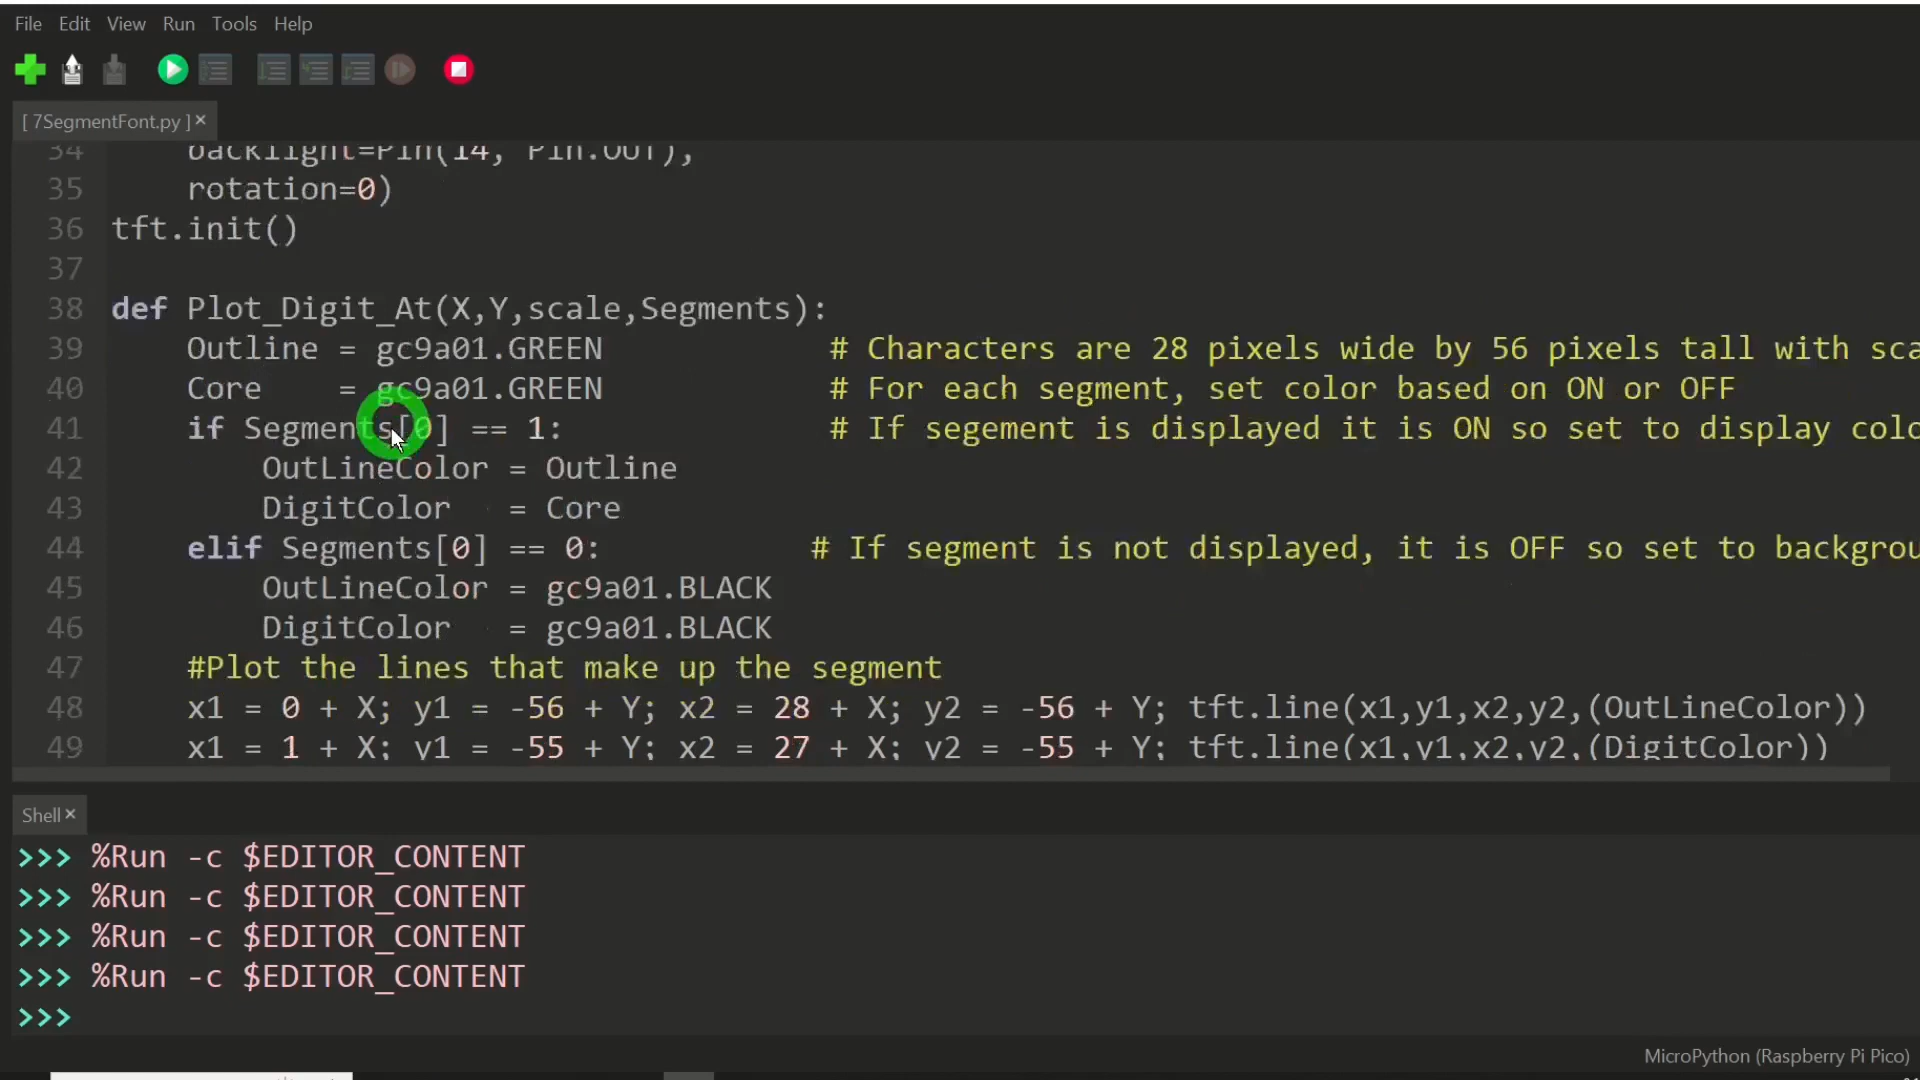 File Edit View Run Tools Help
[ 7SegmentFont.py ] ×
34 backlight=Pin(14, Pin.OUT),
35 rotation=0)
36 tft.init()
37
38 def Plot_Digit_At(X,Y,scale,Segments):
39 Outline = gc9a01.GREEN # Characters are 28 pixels wide by 56 pixels tall with sca
40 Core = gc9a01.GREEN # For each segment, set color based on ON or OFF
41 if Segments[0] == 1: # If segement is displayed it is ON so set to display colo
42 OutLineColor = Outline
43 DigitColor = Core
44 elif Segments[0] == 0: # If segment is not displayed, it is OFF so set to backgrou
45 OutLineColor = gc9a01.BLACK
46 DigitColor = gc9a01.BLACK
47 #Plot the lines that make up the segment
48 x1 = 0 + X; y1 = -56 + Y; x2 = 28 + X; y2 = -56 + Y; tft.line(x1,y1,x2,y2,(OutLineColor))
49 x1 = 1 + X; y1 = -55 + Y; x2 = 27 + X; y2 = -55 + Y; tft.line(x1,y1,x2,y2,(DigitColor))
Shell ×
>>> %Run -c $EDITOR_CONTENT
>>> %Run -c $EDITOR_CONTENT
>>> %Run -c $EDITOR_CONTENT
>>> %Run -c $EDITOR_CONTENT
>>>
MicroPython (Raspberry Pi Pico)